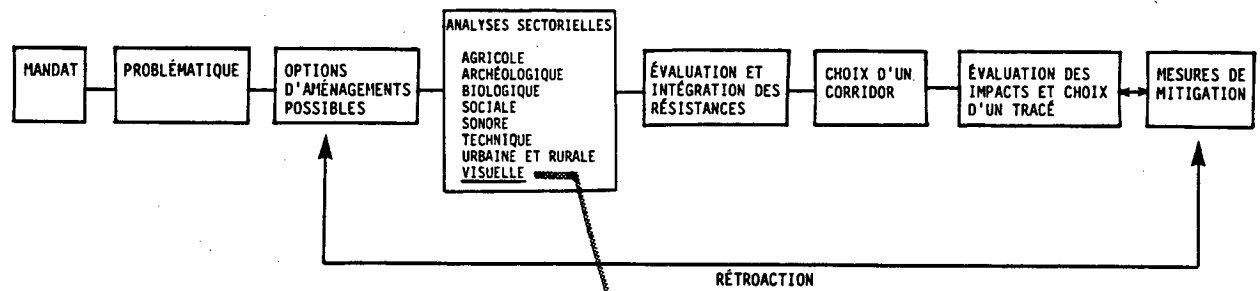 MANDAT
PROBLÉMATIQUE
OPTIONS
D'AMÉNAGEMENTS
POSSIBLES
ANALYSES SECTORIELLES
AGRICOLE
ARCHÉOLOGIQUE
BIOLOGIQUE
SOCIALE
SONORE
TECHNIQUE
URBAINE ET RURALE
VISUELLE
ÉVALUATION ET
INTÉGRATION DES
RÉSISTANCES
CHOIX D'UN
CORRIDOR
ÉVALUATION DES
IMPACTS ET CHOIX
D'UN TRACÉ
MESURES DE
MITIGATION
RÉTROACTION